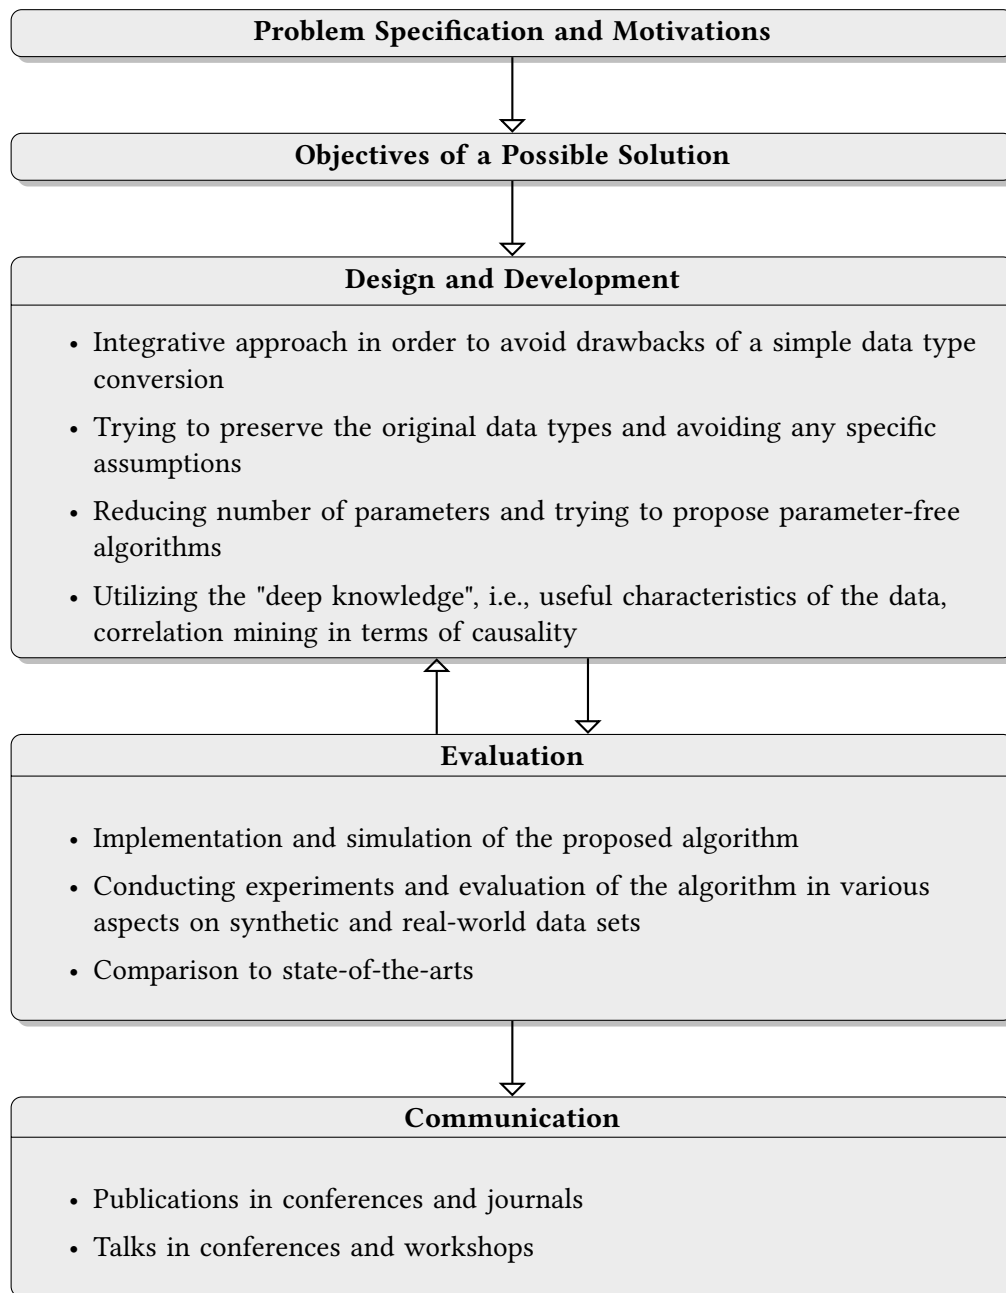 Problem Specification and Motivations
Objectives of a Possible Solution
Design and Development
• Integrative approach in order to avoid drawbacks of a simple data type
conversion
• Trying to preserve the original data types and avoiding any specific
assumptions
• Reducing number of parameters and trying to propose parameter-free
algorithms
• Utilizing the "deep knowledge", i.e., useful characteristics of the data,
correlation mining in terms of causality
Evaluation
• Implementation and simulation of the proposed algorithm
• Conducting experiments and evaluation of the algorithm in various
aspects on synthetic and real-world data sets
• Comparison to state-of-the-arts
Communication
• Publications in conferences and journals
• Talks in conferences and workshops